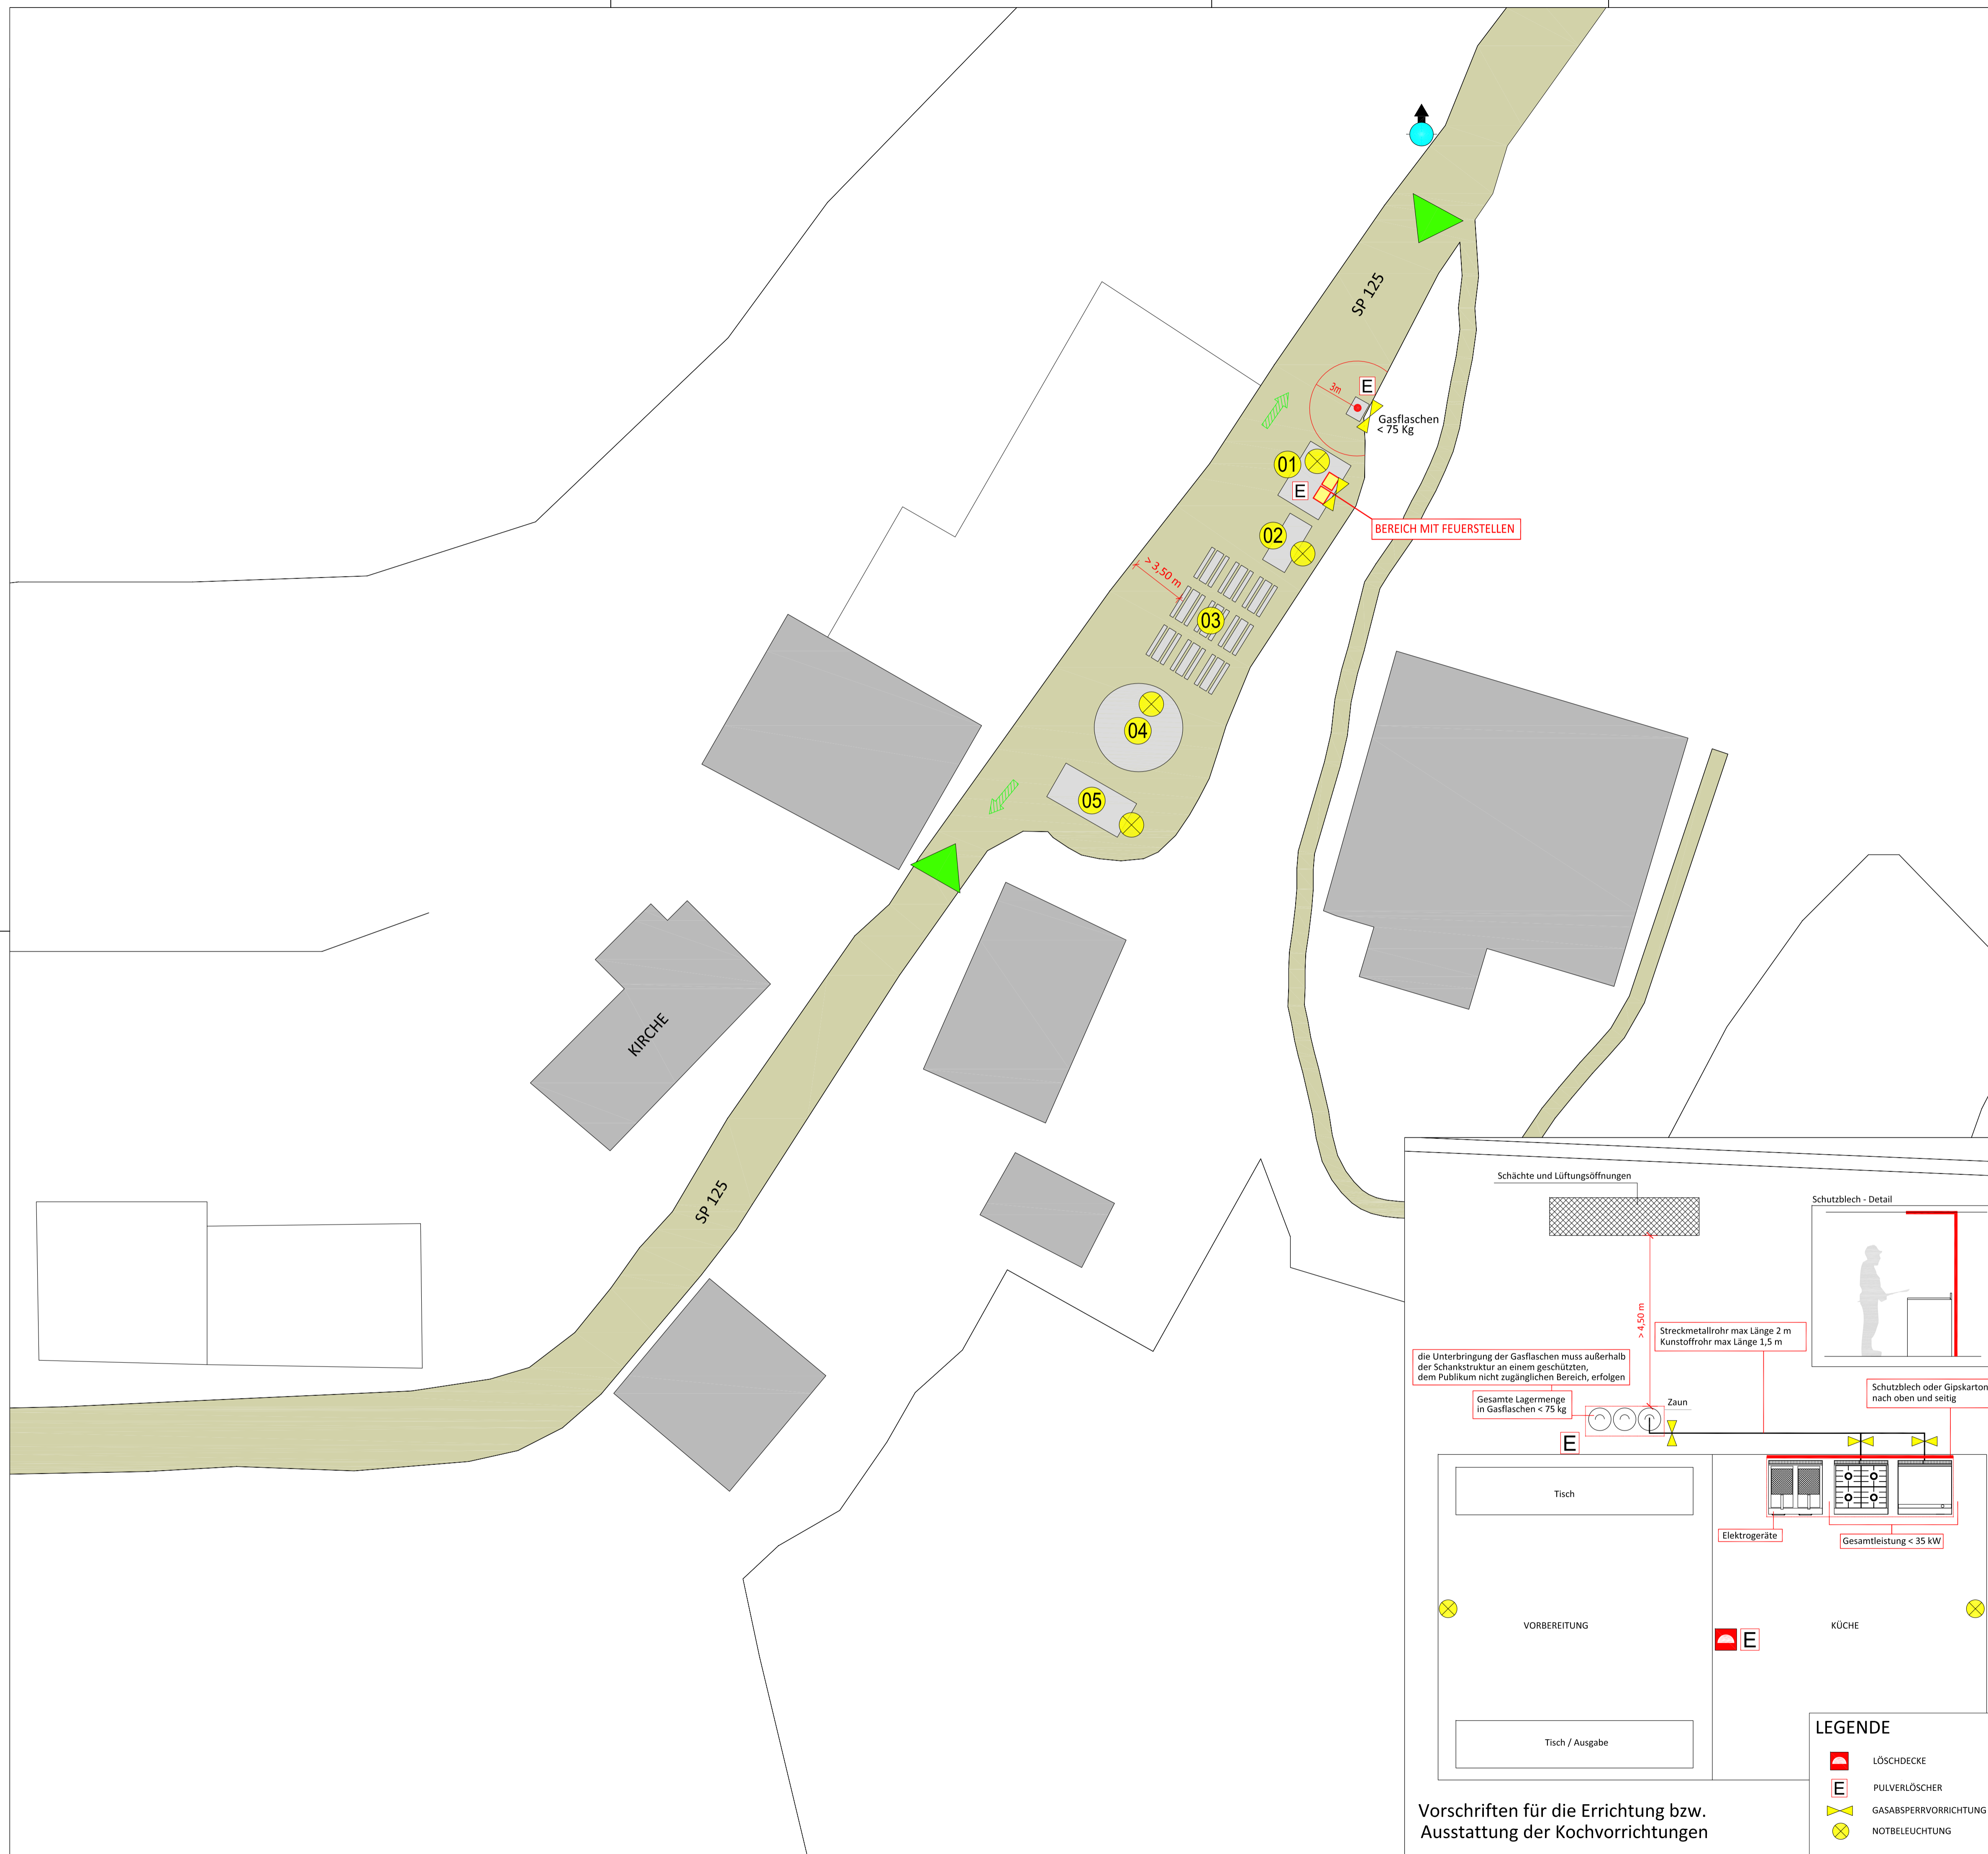 SP 125
3m
E
Gasflaschen
< 75 Kg
01
E
BEREICH MIT FEUERSTELLEN
02
> 3,50 m
03
04
05
KIRCHE
SP 125
Schächte und Lüftungsöffnungen
Schutzblech - Detail
> 4,50 m
Streckmetallrohr max Länge 2 m
Kunstoffrohr max Länge 1,5 m
die Unterbringung der Gasflaschen muss außerhalb
der Schankstruktur an einem geschützten,
dem Publikum nicht zugänglichen Bereich, erfolgen
Schutzblech oder Gipskarton
nach oben und seitig
Gesamte Lagermenge
in Gasflaschen < 75 kg
Zaun
E
Tisch
Elektrogeräte
Gesamtleistung < 35 kW
VORBEREITUNG
KÜCHE
E
Tisch / Ausgabe
LEGENDE
LÖSCHDECKE
E PULVERLÖSCHER
GASABSPERRVORRICHTUNG
NOTBELEUCHTUNG
Vorschriften für die Errichtung bzw.
Ausstattung der Kochvorrichtungen